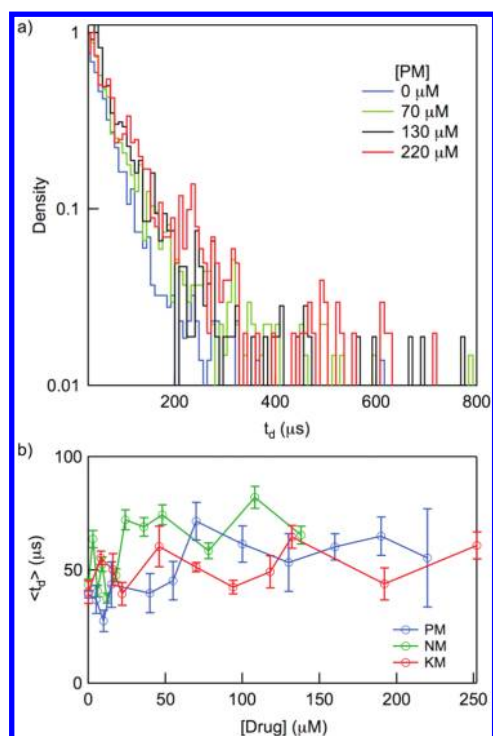 a)
1
[PM]
0 μM
70 μM
130 μM
220 μM
Density
0.1
0.01
200
400
600
800
t_d (μs)
b)
100
<t_d> (μs)
50
0
PM
NM
KM
0
50
100
150
200
250
[Drug] (μM)